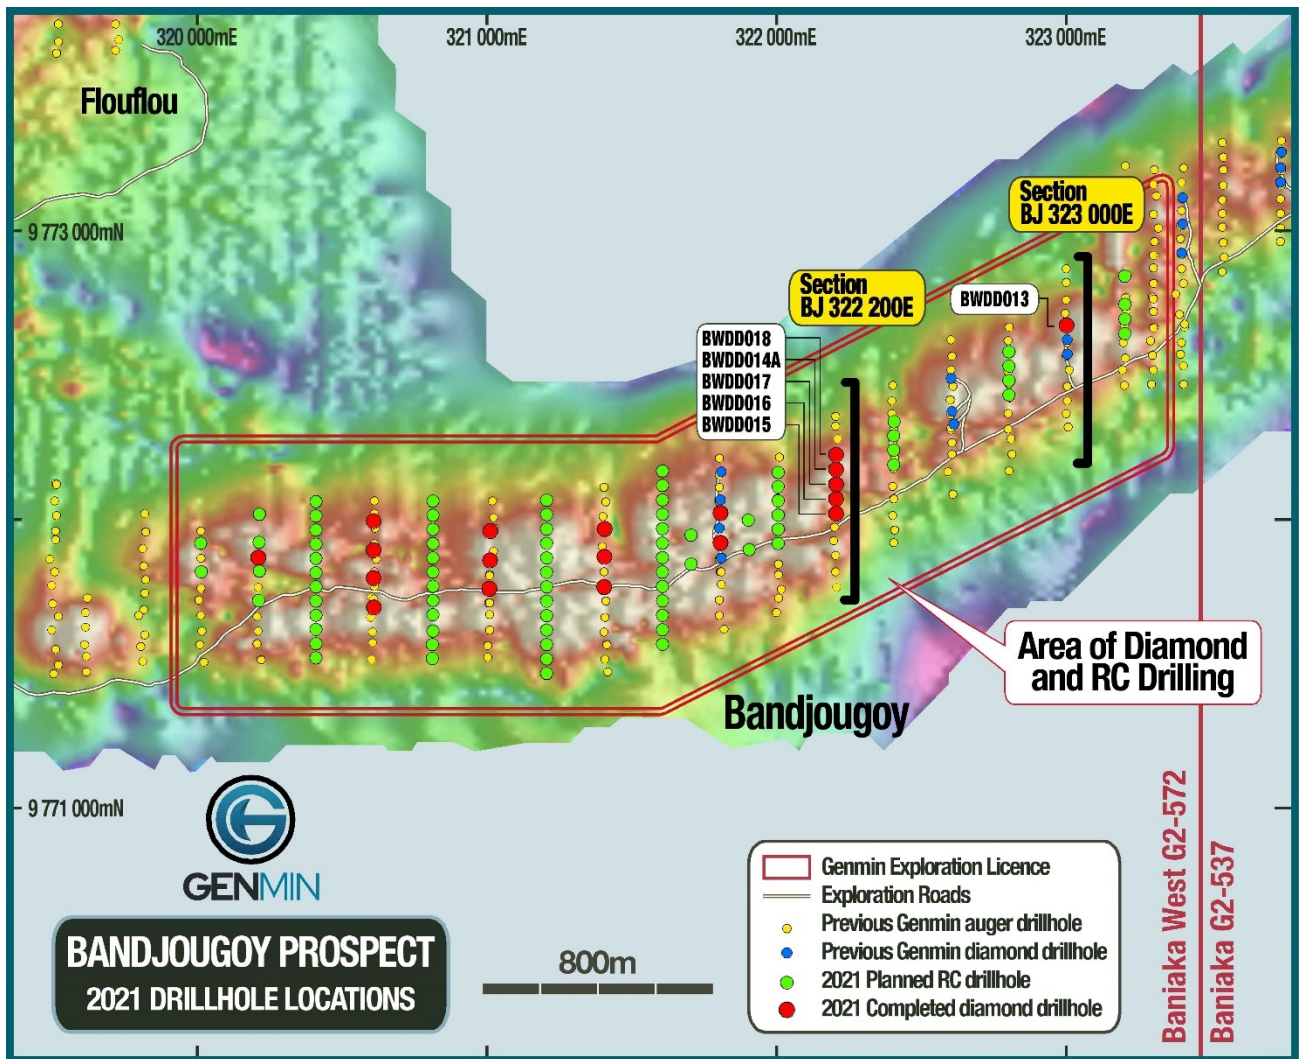 320 000mE
321 000mE
322 000mE
323 000mE
Flouflou
9 773 000mN
Section
BJ 323 000E
Section
BJ 322 200E
BWDD013
BWDD018
BWDD014A
BWDD017
BWDD016
BWDD015
Area of Diamond
and RC Drilling
Bandjougoy
9 771 000mN
GENMIN
BANDJOUGOY PROSPECT
2021 DRILLHOLE LOCATIONS
800m
Genmin Exploration Licence
Exploration Roads
Previous Genmin auger drillhole
Previous Genmin diamond drillhole
2021 Planned RC drillhole
2021 Completed diamond drillhole
Baniaka West G2-572
Baniaka G2-537